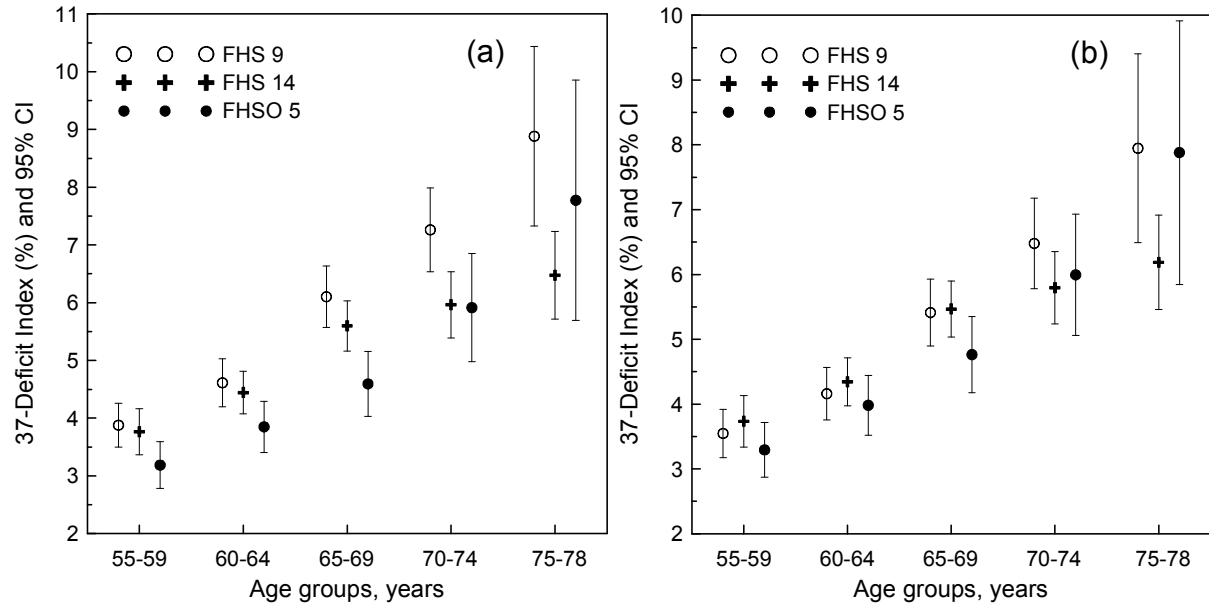 (a)
FHS 9
FHS 14
FHSO 5
37-Deficit Index (%) and 95% CI
11
10
9
8
7
6
5
4
3
2
55-59 60-64 65-69 70-74 75-78
Age groups, years
(b)
FHS 9
FHS 14
FHSO 5
37-Deficit Index (%) and 95% CI
10
9
8
7
6
5
4
3
2
55-59 60-64 65-69 70-74 75-78
Age groups, years